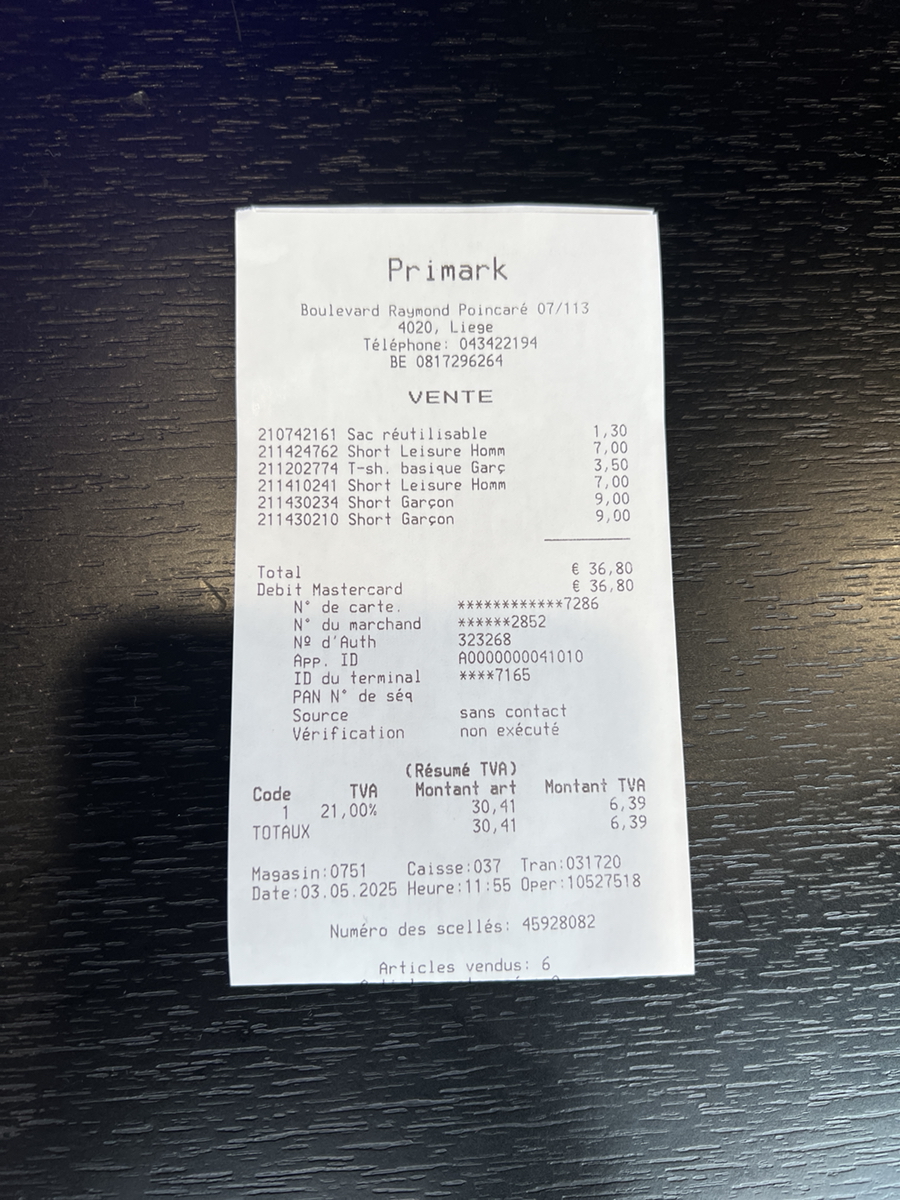 Primark
Boulevard Raymond Poincaré 07/113
4020, Liege
Téléphone: 043422194
BE 0817296264
VENTE
210742161 Sac réutilisable 1,30
211424762 Short Leisure Homm 7,00
211202774 T-sh. basique Garç 3,50
211410241 Short Leisure Homm 7,00
211430234 Short Garçon 9,00
211430210 Short Garçon 9,00
Total € 36,80
Debit Mastercard € 36,80
N° de carte. ************7286
N° du marchand ******2852
Nº d'Auth 323268
App. ID A0000000041010
ID du terminal ****7165
PAN N° de séq
Source sans contact
Vérification non exécuté
(Résumé TVA)
Code TVA Montant art Montant TVA
1 21,00% 30,41 6,39
TOTAUX 30,41 6,39
Magasin:0751 Caisse:037 Tran:031720
Date:03.05.2025 Heure:11:55 Oper:10527518
Numéro des scellés: 45928082
Articles vendus: 6